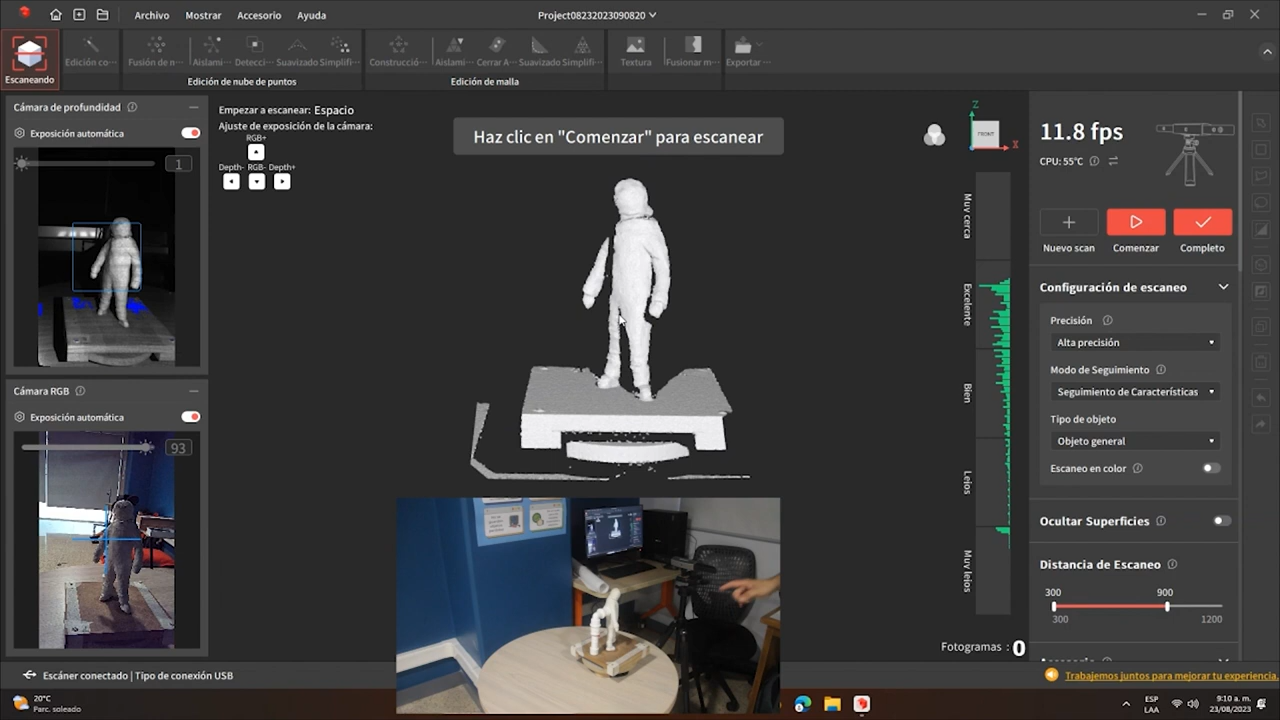 Archivo Mostrar Accesorio Ayuda Project08232023090820
Escaneando Edición co··· Fusión de n··· Aislami··· Detecci··· Suavizado Simplifi··· Construcció··· Aislami··· Cerrar A··· Suavizado Simplifi··· Textura Fusionar m··· Exportar ···
Edición de nube de puntos Edición de malla
Cámara de profundidad
Exposición automática
1
Cámara RGB
Exposición automática
93
Empezar a escanear: Espacio
Ajuste de exposición de la cámara:
RGB+
Depth- RGB- Depth+
Haz clic en "Comenzar" para escanear
Z
FRONT
X
Muy cerca
Excelente
Bien
Lejos
Muy lejos
Fotogramas : 0
11.8 fps
CPU: 55°C
Nuevo scan Comenzar Completo
Configuración de escaneo
Precisión
Alta precisión
Modo de Seguimiento
Seguimiento de Características
Tipo de objeto
Objeto general
Escaneo en color
Ocultar Superficies
Distancia de Escaneo
300 900
300 1200
Escáner conectado | Tipo de conexión USB
Trabajemos juntos para mejorar tu experiencia.
20°C
Parc. soleado
ESP
LAA
9:10 a. m.
23/08/2023